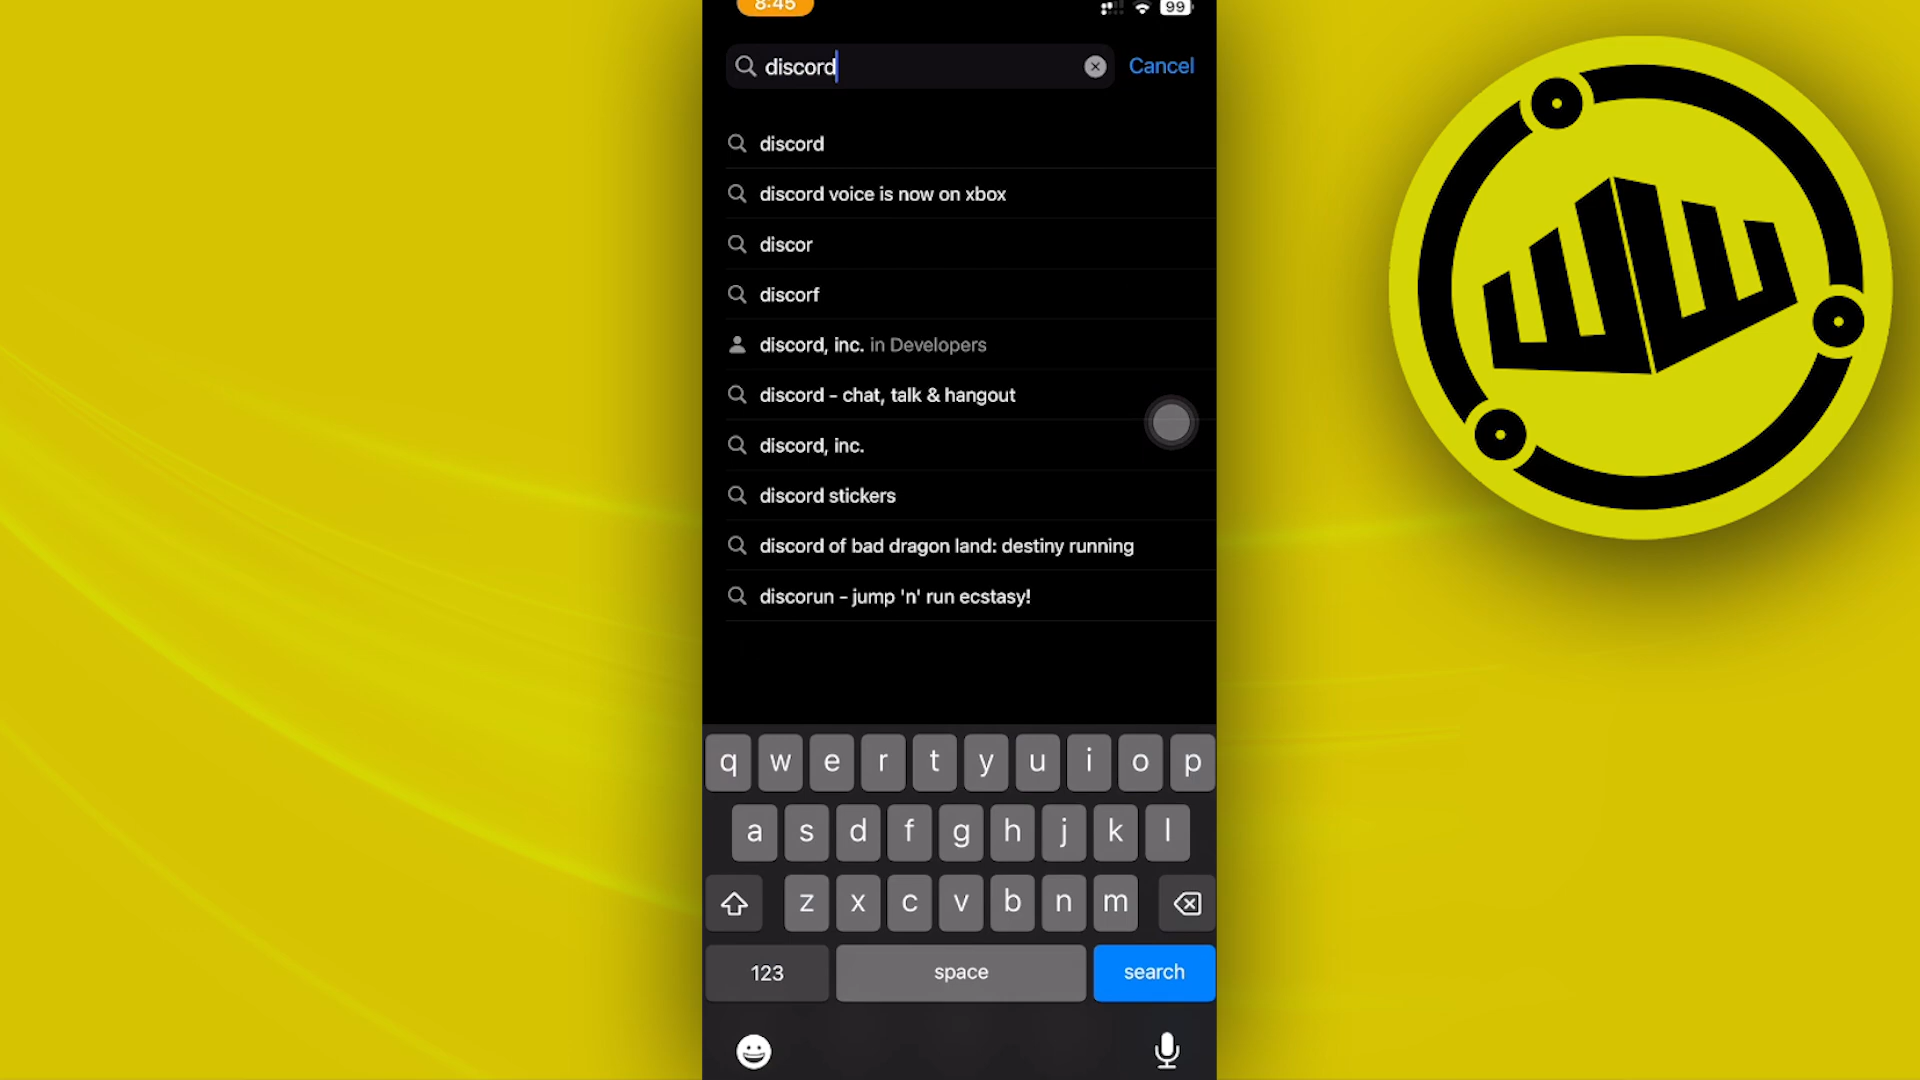 8:45
99
discord
Cancel
discord
discord voice is now on xbox
discor
discorf
discord, inc. in Developers
discord - chat, talk & hangout
discord, inc.
discord stickers
discord of bad dragon land: destiny running
discorun - jump 'n' run ecstasy!
q w e r t y u i o p
a s d f g h j k l
z x c v b n m
123 space search